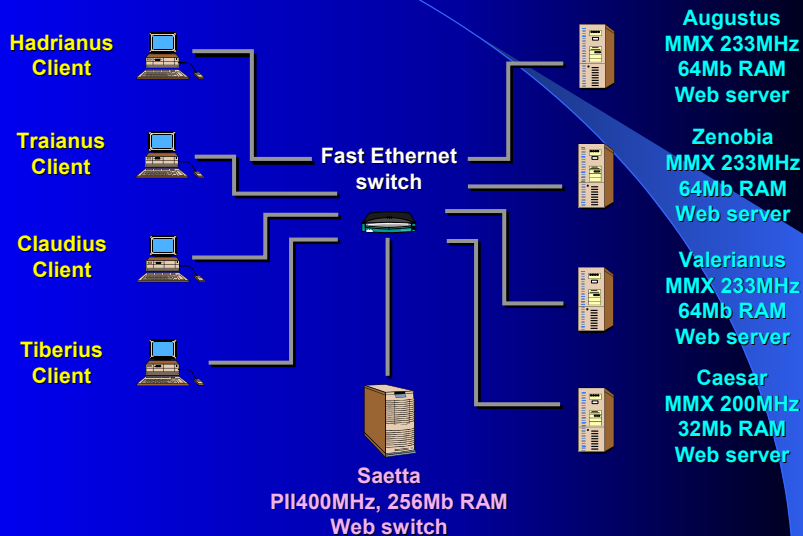 Hadrianus
Client
Traianus
Client
Claudius
Client
Tiberius
Client
Fast Ethernet
switch
Saetta
PII400MHz, 256Mb RAM
Web switch
Augustus
MMX 233MHz
64Mb RAM
Web server
Zenobia
MMX 233MHz
64Mb RAM
Web server
Valerianus
MMX 233MHz
64Mb RAM
Web server
Caesar
MMX 200MHz
32Mb RAM
Web server